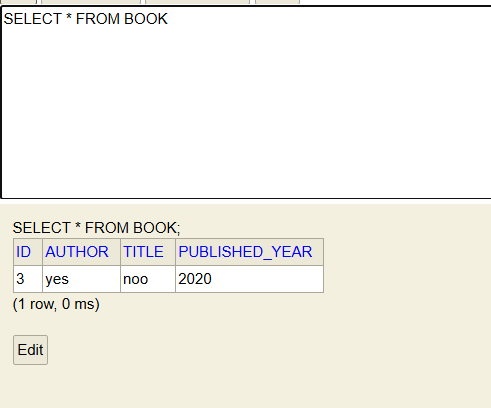 SELECT * FROM BOOK
SELECT * FROM BOOK;
ID AUTHOR TITLE PUBLISHED_YEAR
3 yes noo 2020
(1 row, 0 ms)
Edit